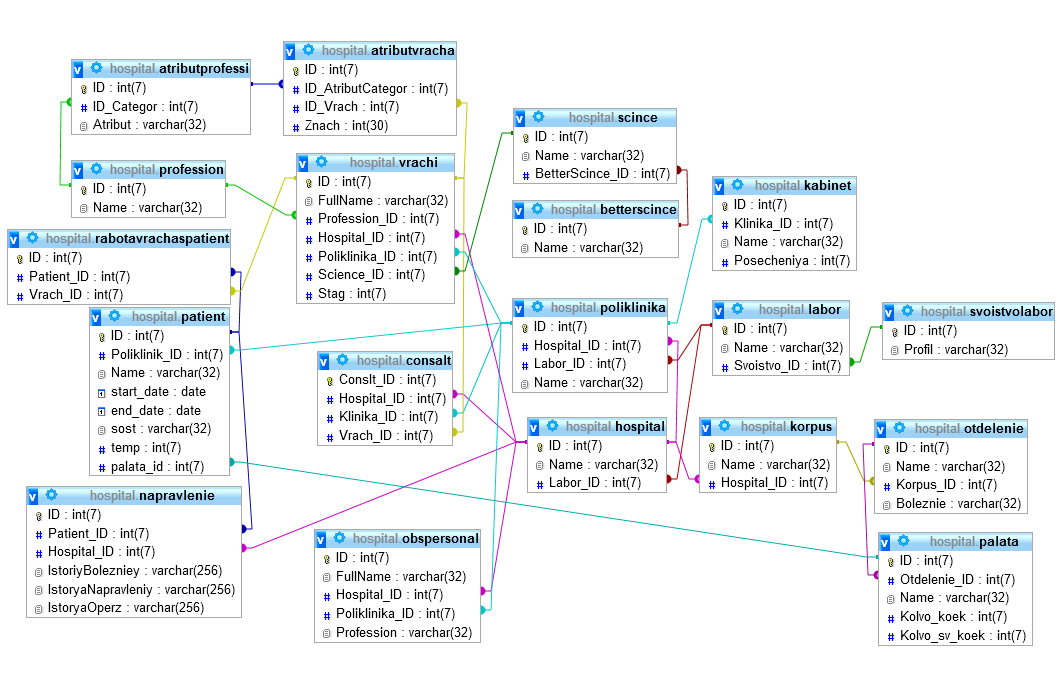 hospital.atributprofessi
ID : int(7)
ID_Categor : int(7)
Atribut : varchar(32)
hospital.atributvracha
ID : int(7)
ID_AtributCategor : int(7)
ID_Vrach : int(7)
Znach : int(30)
hospital.profession
ID : int(7)
Name : varchar(32)
hospital.vrachi
ID : int(7)
FullName : varchar(32)
Profession_ID : int(7)
Hospital_ID : int(7)
Poliklinika_ID : int(7)
Science_ID : int(7)
Stag : int(7)
hospital.scince
ID : int(7)
Name : varchar(32)
BetterScince_ID : int(7)
hospital.betterscince
ID : int(7)
Name : varchar(32)
hospital.kabinet
ID : int(7)
Klinika_ID : int(7)
Name : varchar(32)
Posecheniya : int(7)
hospital.rabotavrachaspatient
ID : int(7)
Patient_ID : int(7)
Vrach_ID : int(7)
hospital.patient
ID : int(7)
Poliklinik_ID : int(7)
Name : varchar(32)
start_date : date
end_date : date
sost : varchar(32)
temp : int(7)
palata_id : int(7)
hospital.consalt
Conslt_ID : int(7)
Hospital_ID : int(7)
Klinika_ID : int(7)
Vrach_ID : int(7)
hospital.poliklinika
ID : int(7)
Hospital_ID : int(7)
Labor_ID : int(7)
Name : varchar(32)
hospital.labor
ID : int(7)
Name : varchar(32)
Svoistvo_ID : int(7)
hospital.svoistvolabor
ID : int(7)
Profil : varchar(32)
hospital.hospital
ID : int(7)
Name : varchar(32)
Labor_ID : int(7)
hospital.korpus
ID : int(7)
Name : varchar(32)
Hospital_ID : int(7)
hospital.otdelenie
ID : int(7)
Name : varchar(32)
Korpus_ID : int(7)
Boleznie : varchar(32)
hospital.napravlenie
ID : int(7)
Patient_ID : int(7)
Hospital_ID : int(7)
IstoriyBolezniey : varchar(256)
IstoryaNapravleniy : varchar(256)
IstoryaOperz : varchar(256)
hospital.obspersonal
ID : int(7)
FullName : varchar(32)
Hospital_ID : int(7)
Poliklinika_ID : int(7)
Profession : varchar(32)
hospital.palata
ID : int(7)
Otdelenie_ID : int(7)
Name : varchar(32)
Kolvo_koek : int(7)
Kolvo_sv_koek : int(7)